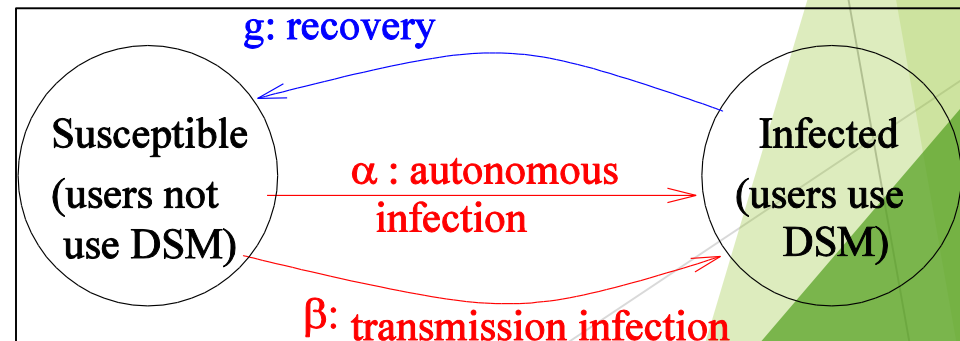 g: recovery
Susceptible
(users not
use DSM)
α : autonomous
infection
Infected
(users use
DSM)
β: transmission infection